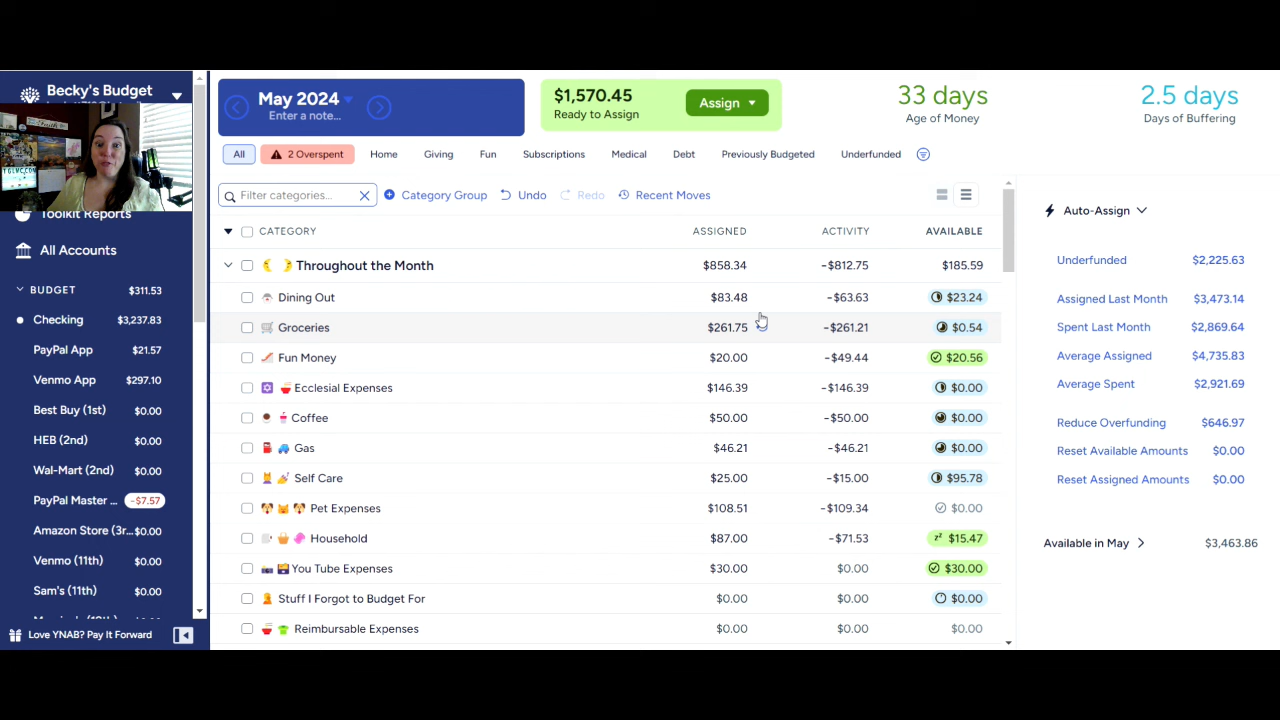 Becky's Budget
Toolkit Reports
All Accounts
BUDGET $311.53
Checking $3,237.83
PayPal App $21.57
Venmo App $297.10
Best Buy (1st) $0.00
HEB (2nd) $0.00
Wal-Mart (2nd) $0.00
PayPal Master ... -$7.57
Amazon Store (3r... $0.00
Venmo (11th) $0.00
Sam's (11th) $0.00
Love YNAB? Pay It Forward
May 2024
Enter a note...
$1,570.45
Ready to Assign
Assign
33 days
Age of Money
2.5 days
Days of Buffering
All 2 Overspent Home Giving Fun Subscriptions Medical Debt Previously Budgeted Underfunded
Filter categories... Category Group Undo Redo Recent Moves
CATEGORY ASSIGNED ACTIVITY AVAILABLE
Throughout the Month $858.34 -$812.75 $185.59
Dining Out $83.48 -$63.63 $23.24
Groceries $261.75 -$261.21 $0.54
Fun Money $20.00 -$49.44 $20.56
Ecclesial Expenses $146.39 -$146.39 $0.00
Coffee $50.00 -$50.00 $0.00
Gas $46.21 -$46.21 $0.00
Self Care $25.00 -$15.00 $95.78
Pet Expenses $108.51 -$109.34 $0.00
Household $87.00 -$71.53 $15.47
You Tube Expenses $30.00 $0.00 $30.00
Stuff I Forgot to Budget For $0.00 $0.00 $0.00
Reimbursable Expenses $0.00 $0.00 $0.00
Auto-Assign
Underfunded $2,225.63
Assigned Last Month $3,473.14
Spent Last Month $2,869.64
Average Assigned $4,735.83
Average Spent $2,921.69
Reduce Overfunding $646.97
Reset Available Amounts $0.00
Reset Assigned Amounts $0.00
Available in May $3,463.86